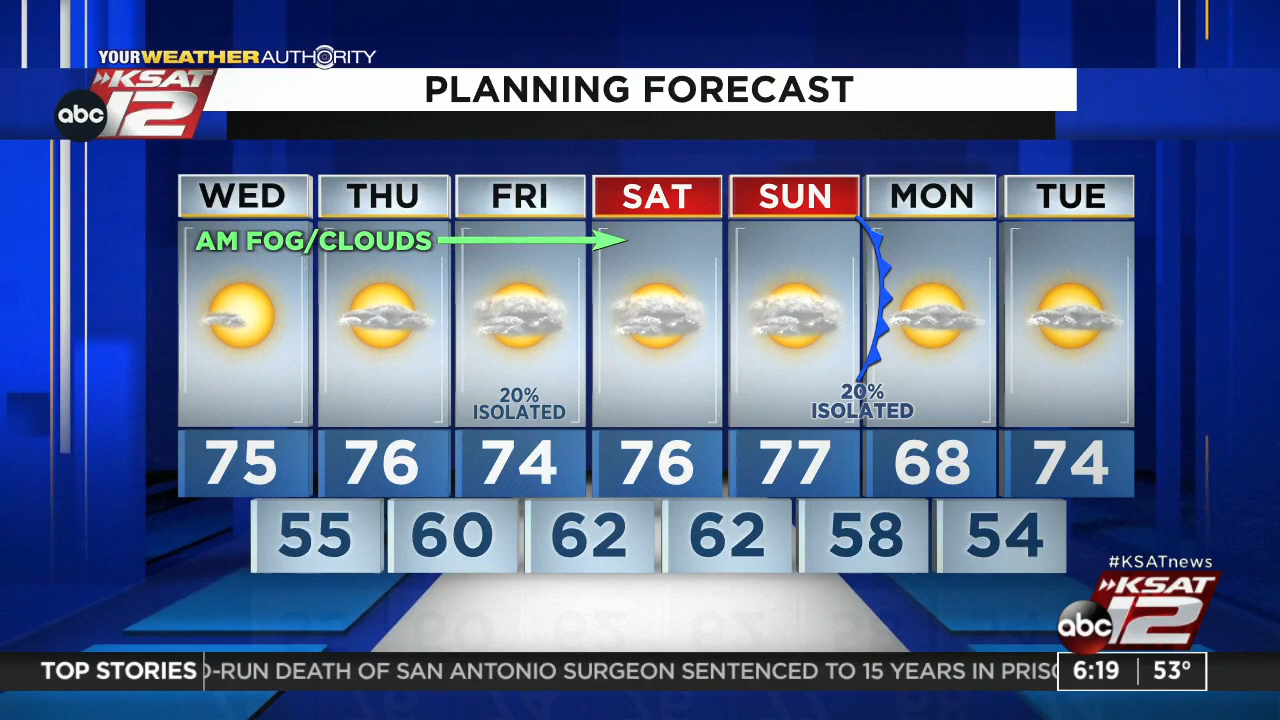 YOURWEATHERAUTHORITY
KSAT
abc 12
PLANNING FORECAST
WED THU FRI SAT SUN MON TUE
AM FOG/CLOUDS
20%
ISOLATED
20%
ISOLATED
75 76 74 76 77 68 74
55 60 62 62 58 54
#KSATnews
KSAT
abc 12
TOP STORIES -RUN DEATH OF SAN ANTONIO SURGEON SENTENCED TO 15 YEARS IN 6:19 53°